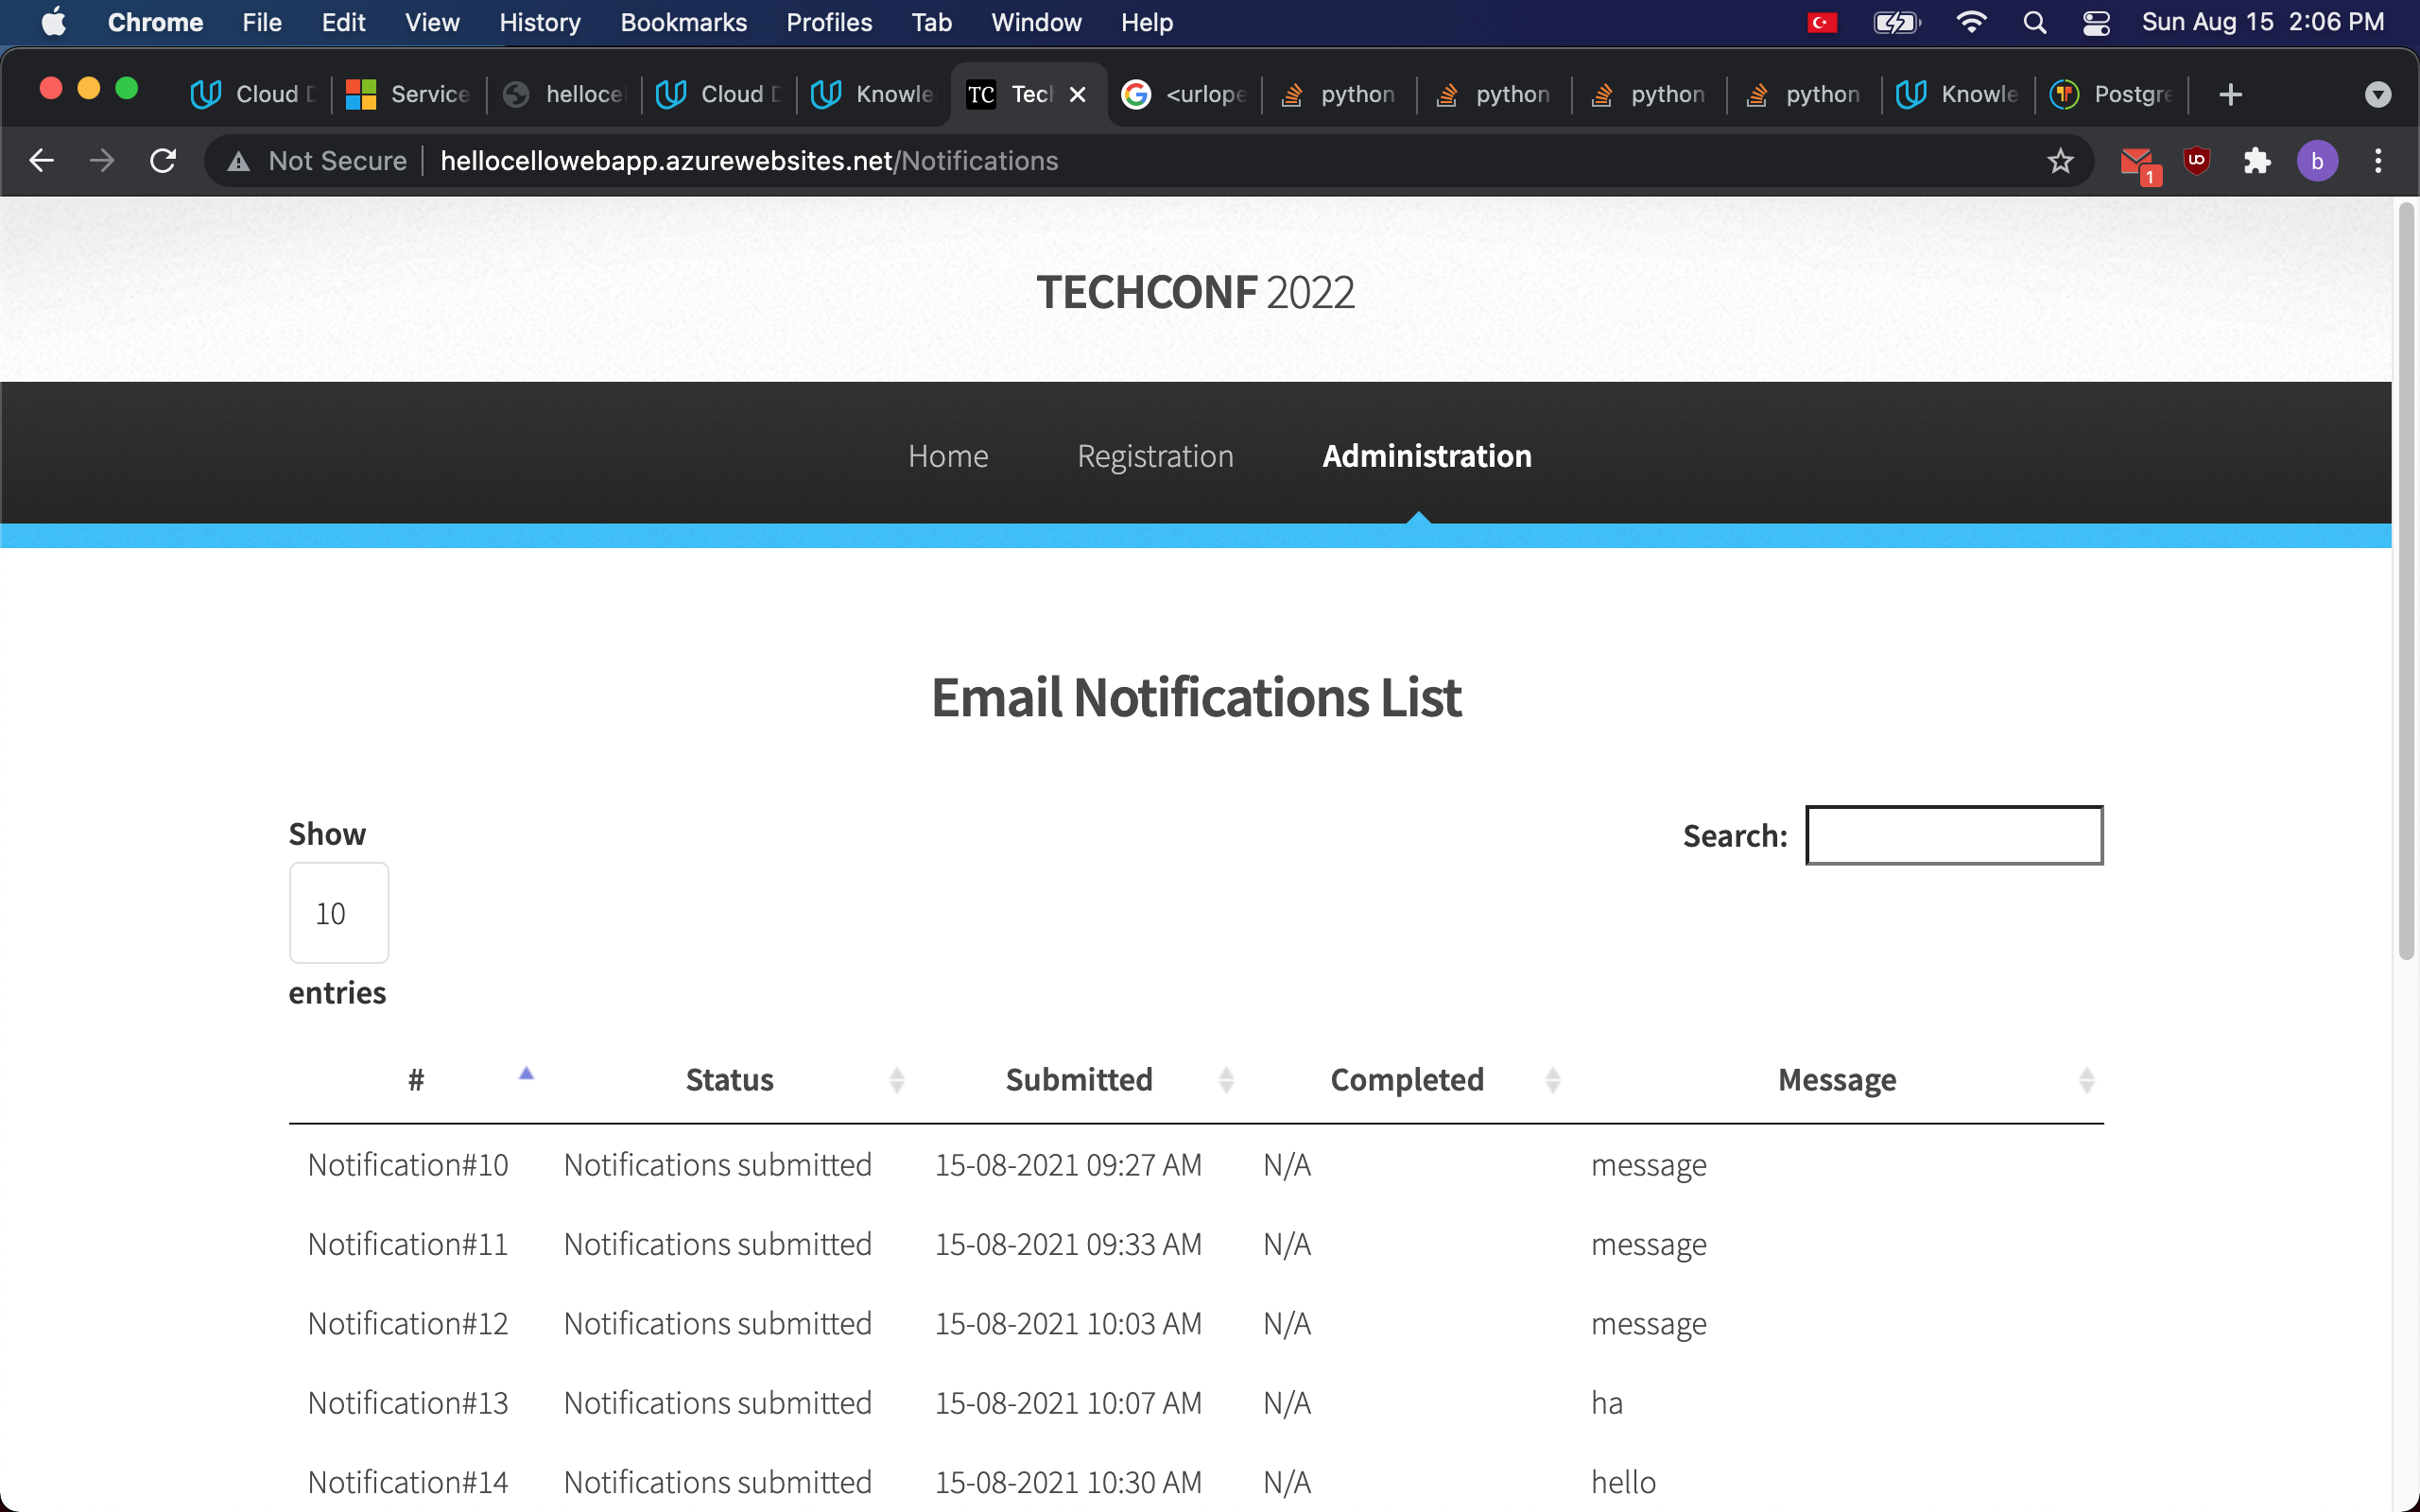 Chrome File Edit View History Bookmarks Profiles Tab Window Help Sun Aug 15 2:06 PM
Cloud Service helloce Cloud Knowle TC Tech <urlope python python python python Knowle Postgre
Not Secure hellocellowebapp.azurewebsites.net/Notifications 1 b
TECHCONF 2022
Home Registration Administration
Email Notifications List
Show Search:
10
entries
# Status Submitted Completed Message
Notification#10 Notifications submitted 15-08-2021 09:27 AM N/A message
Notification#11 Notifications submitted 15-08-2021 09:33 AM N/A message
Notification#12 Notifications submitted 15-08-2021 10:03 AM N/A message
Notification#13 Notifications submitted 15-08-2021 10:07 AM N/A ha
Notification#14 Notifications submitted 15-08-2021 10:30 AM N/A hello